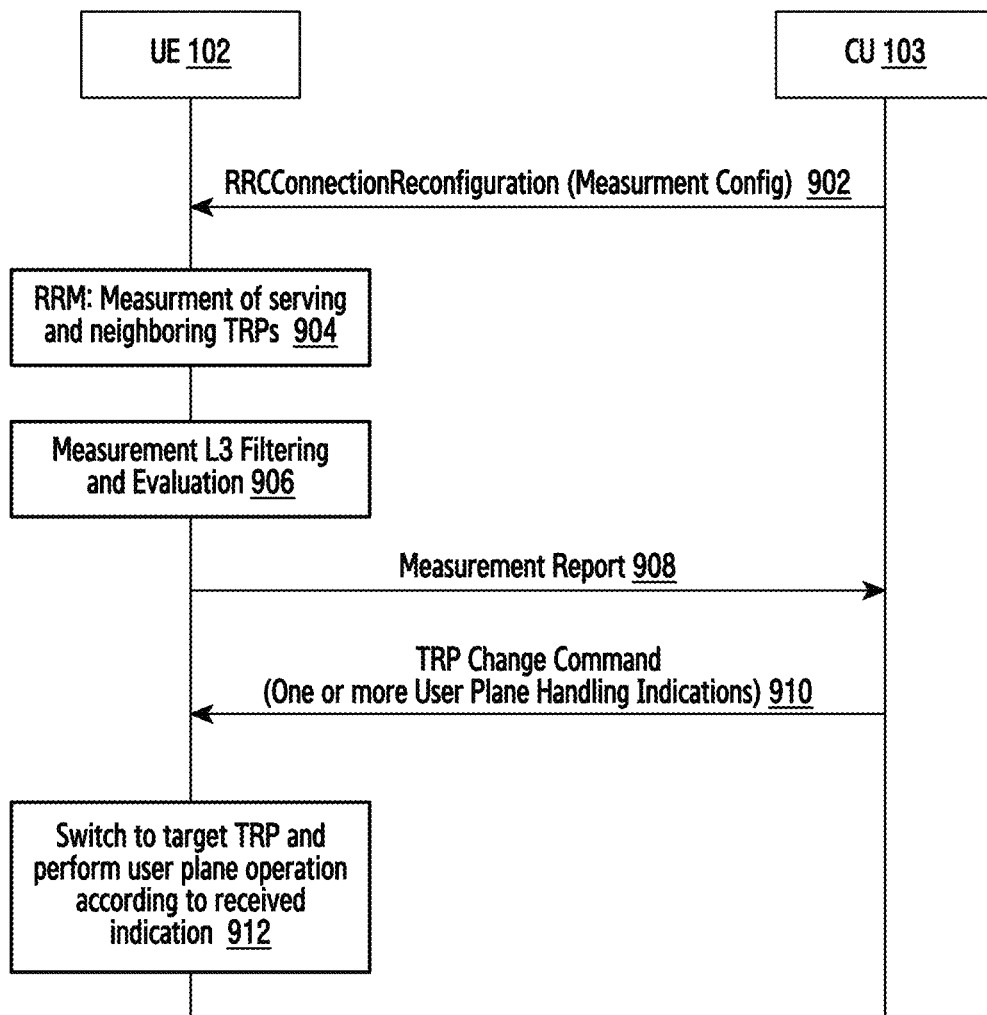 UE 102
CU 103
RRCConnectionReconfiguration (Measurment Config) 902
RRM: Measurment of serving
and neighboring TRPs 904
Measurement L3 Filtering
and Evaluation 906
Measurement Report 908
TRP Change Command
(One or more User Plane Handling Indications) 910
Switch to target TRP and
perform user plane operation
according to received
indication 912